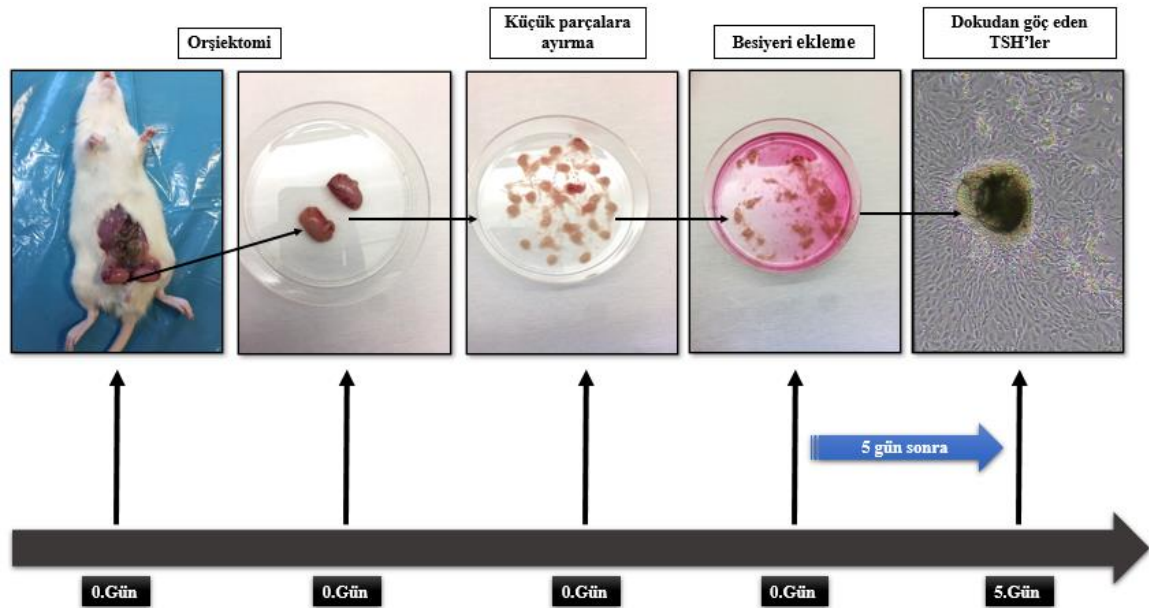 Orşiektomi
Küçük parçalara
ayırma
Besiyeri ekleme
Dokudan göç eden
TSH’ler
5 gün sonra
0.Gün
0.Gün
0.Gün
0.Gün
5.Gün